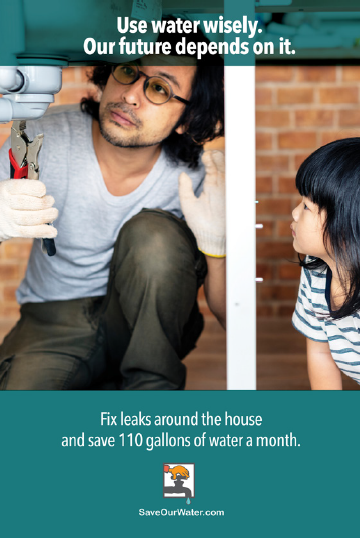 Use water wisely.
Our future depends on it.
Fix leaks around the house
and save 110 gallons of water a month.
SaveOurWater.com